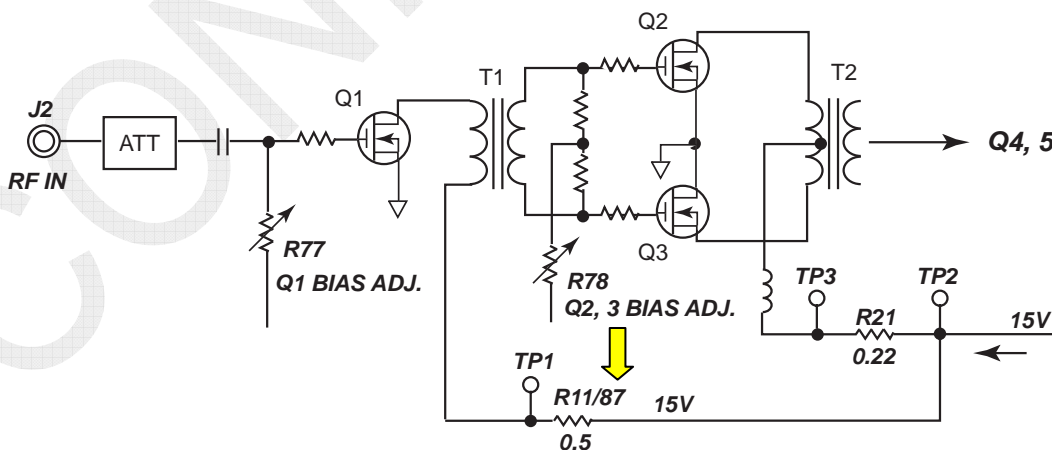 Q2
T1
T2
Q1
J2
ATT
Q4, 5
RF IN
Q3
R77
Q1 BIAS ADJ.
R78
Q2, 3 BIAS ADJ.
TP3
TP2
R21
15V
0.22
TP1
R11/87
15V
0.5
CON